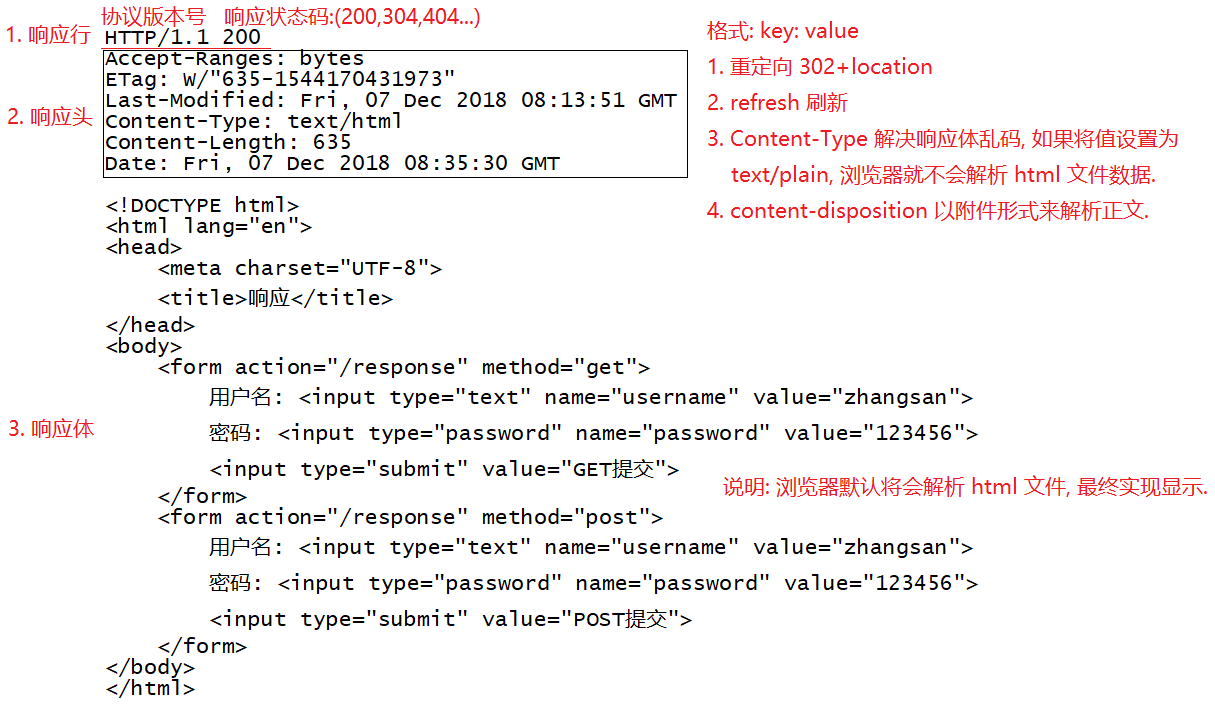 协议版本号 响应状态码:(200,304,404...)
1. 响应行 HTTP/1.1 200
2. 响应头
Accept-Ranges: bytes
ETag: W/"635-1544170431973"
Last-Modified: Fri, 07 Dec 2018 08:13:51 GMT
Content-Type: text/html
Content-Length: 635
Date: Fri, 07 Dec 2018 08:35:30 GMT
格式: key: value
1. 重定向 302+location
2. refresh 刷新
3. Content-Type 解决响应体乱码, 如果将值设置为
text/plain, 浏览器就不会解析 html 文件数据.
4. content-disposition 以附件形式来解析正文.
3. 响应体
<!DOCTYPE html>
<html lang="en">
<head>
<meta charset="UTF-8">
<title>响应</title>
</head>
<body>
<form action="/response" method="get">
用户名: <input type="text" name="username" value="zhangsan">
密码: <input type="password" name="password" value="123456">
<input type="submit" value="GET提交">
</form>
<form action="/response" method="post">
用户名: <input type="text" name="username" value="zhangsan">
密码: <input type="password" name="password" value="123456">
<input type="submit" value="POST提交">
</form>
</body>
</html>
说明: 浏览器默认将会解析 html 文件, 最终实现显示.